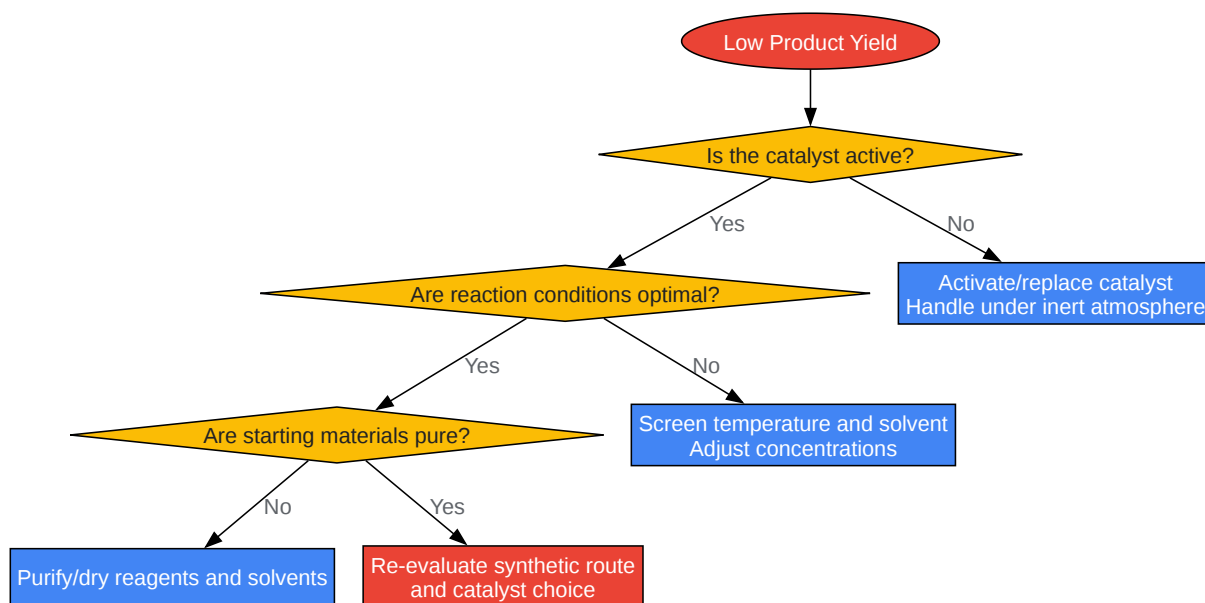 Low Product Yield
Is the catalyst active?
Yes
No
Are reaction conditions optimal?
Activate/replace catalyst
Handle under inert atmosphere
Yes
No
Are starting materials pure?
Screen temperature and solvent
Adjust concentrations
No
Yes
Purify/dry reagents and solvents
Re-evaluate synthetic route
and catalyst choice